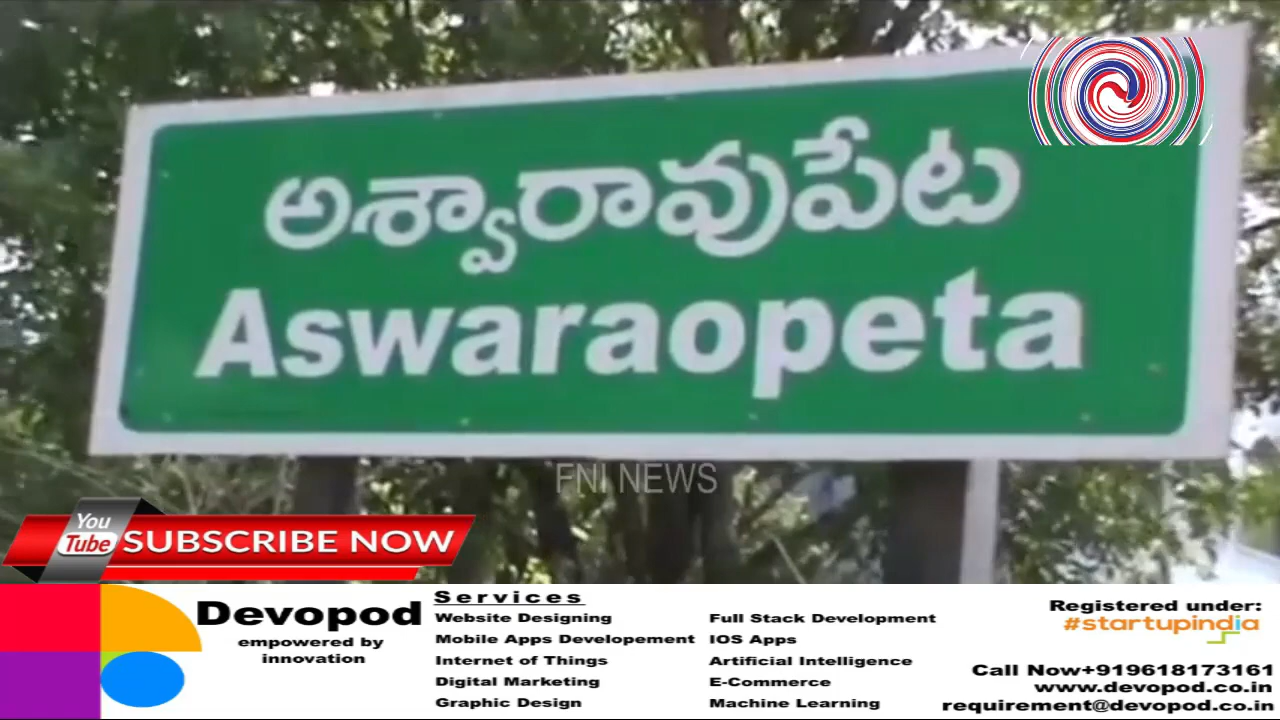 అశ్వారావుపేట
Aswaraopeta
FNI NEWS
You
Tube SUBSCRIBE NOW
Devopod
empowered by
innovation
Services
Website Designing
Mobile Apps Developement
Internet of Things
Digital Marketing
Graphic Design
Full Stack Development
IOS Apps
Artificial Intelligence
E-Commerce
Machine Learning
Registered under:
#startupindia
Call Now+919618173161
www.devopod.co.in
requirement@devopod.co.in